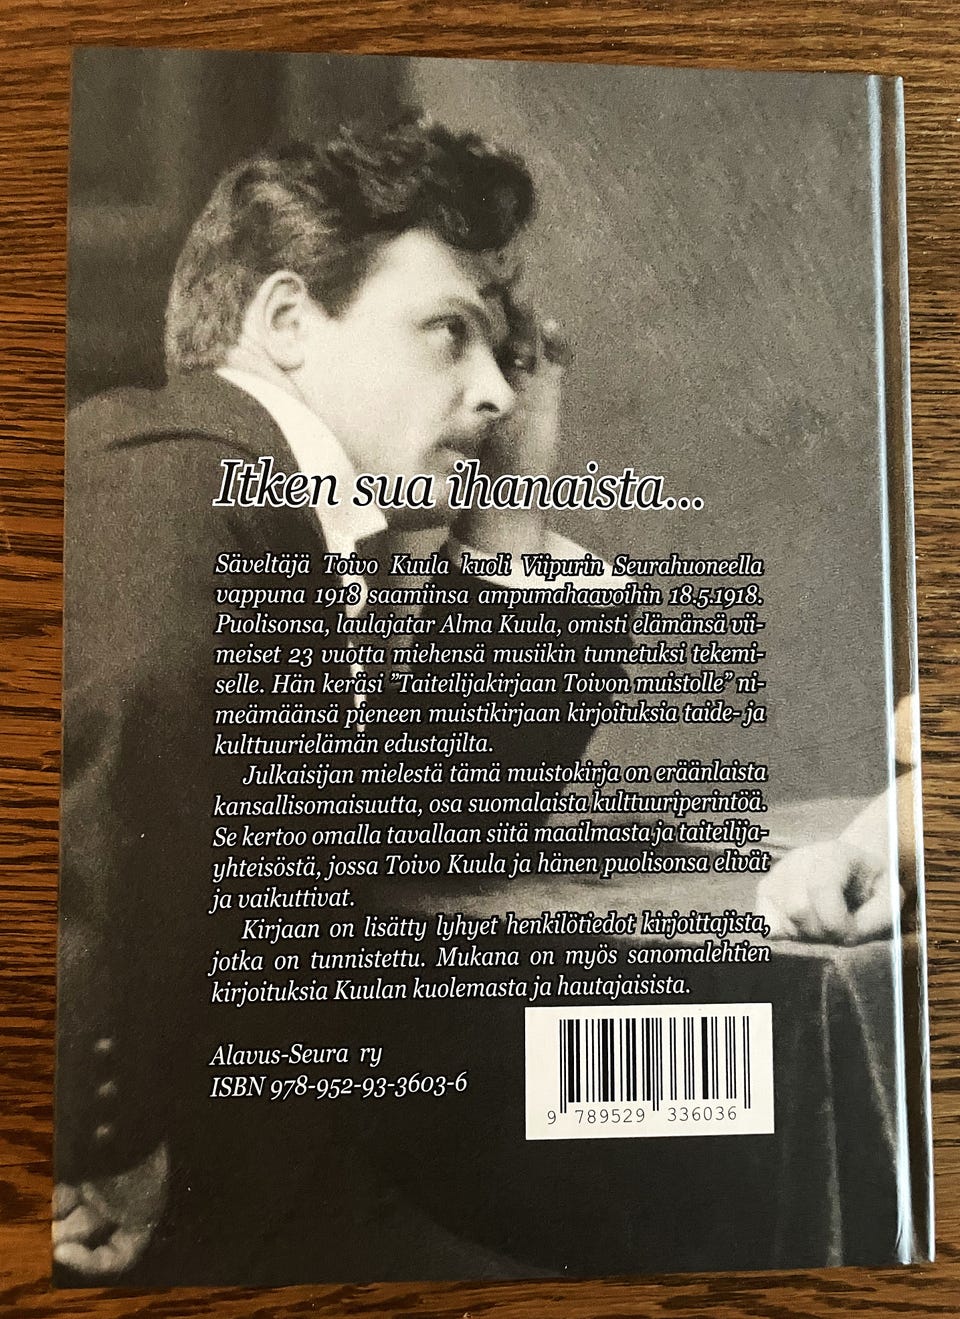 Itken sua ihanaista...
Säveltäjä Toivo Kuula kuoli Viipurin Seurahuoneella
vappuna 1918 saamiinsa ampumahaavoihin 18.5.1918.
Puolisonsa, laulajatar Alma Kuula, omisti elämänsä vii-
meiset 23 vuotta miehensä musiikin tunnetuksi tekemi-
selle. Hän keräsi "Taiteilijakirjaan Toivon muistolle" ni-
meämäänsä pieneen muistikirjaan kirjoituksia taide- ja
kulttuurielämän edustajilta.
Julkaisijan mielestä tämä muistokirja on eräänlaista
kansallisomaisuutta, osa suomalaista kulttuuriperintöä.
Se kertoo omalla tavallaan siitä maailmasta ja taiteilija-
yhteisöstä, jossa Toivo Kuula ja hänen puolisonsa elivät
ja vaikuttivat.
Kirjaan on lisätty lyhyet henkilötiedot kirjoittajista,
jotka on tunnistettu. Mukana on myös sanomalehtien
kirjoituksia Kuulan kuolemasta ja hautajaisista.
Alavus-Seura ry
ISBN 978-952-93-3603-6
9 789529 336036